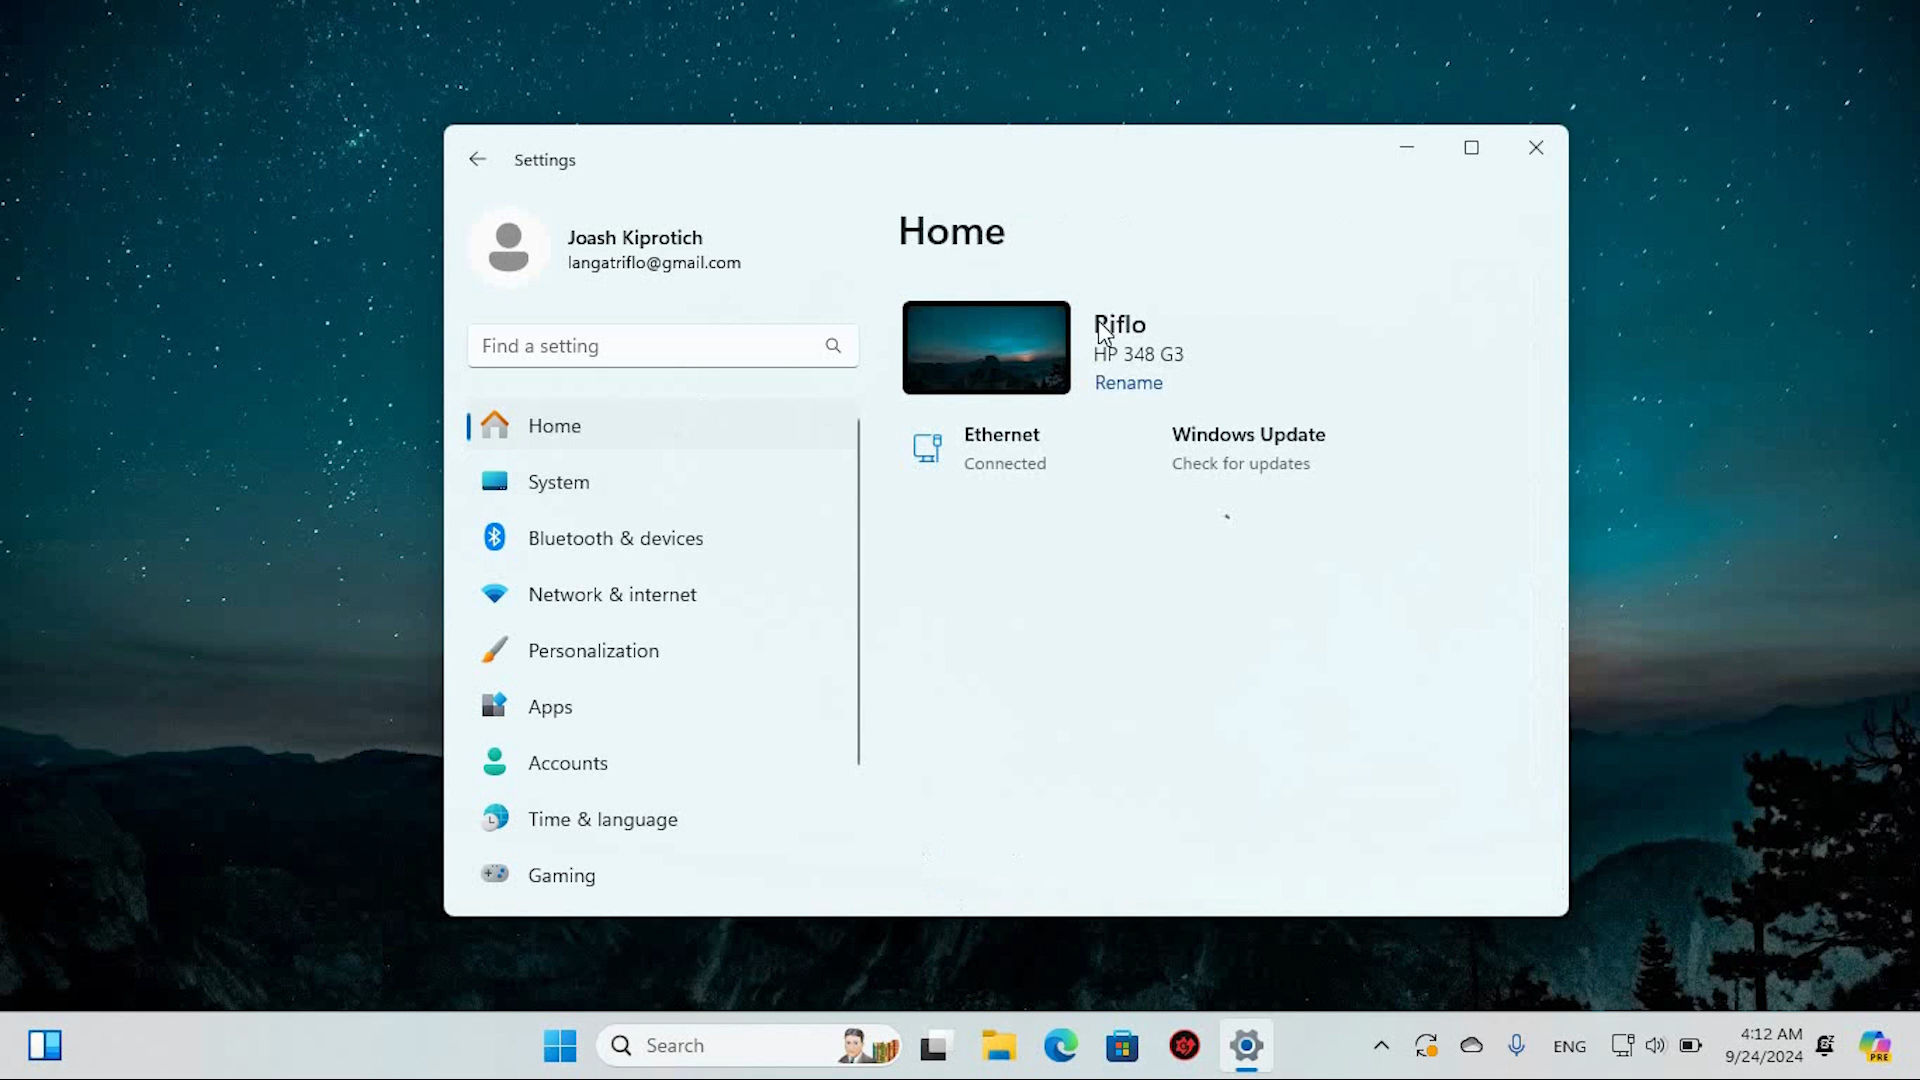 Settings
Joash Kiprotich
langatriflo@gmail.com
Find a setting
Home
System
Bluetooth & devices
Network & internet
Personalization
Apps
Accounts
Time & language
Gaming
Home
Riflo
HP 348 G3
Rename
Ethernet
Connected
Windows Update
Check for updates
Search
ENG
4:12 AM
9/24/2024
PRE